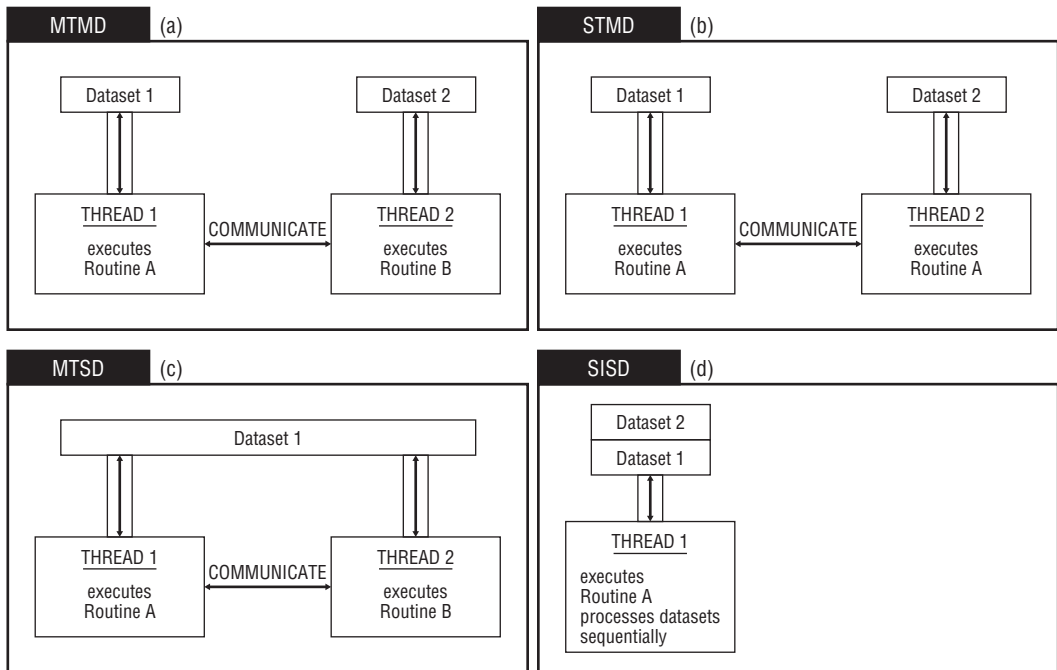 MTMD (a)
Dataset 1
Dataset 2
THREAD 1
executes
Routine A
COMMUNICATE
THREAD 2
executes
Routine B
STMD (b)
Dataset 1
Dataset 2
THREAD 1
executes
Routine A
COMMUNICATE
THREAD 2
executes
Routine A
MTSD (c)
Dataset 1
THREAD 1
executes
Routine A
COMMUNICATE
THREAD 2
executes
Routine B
SISD (d)
Dataset 2
Dataset 1
THREAD 1
executes
Routine A
processes datasets
sequentially